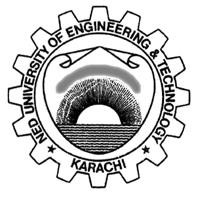 NED UNIVERSITY OF ENGINEERING & TECHNOLOGY
KARACHI